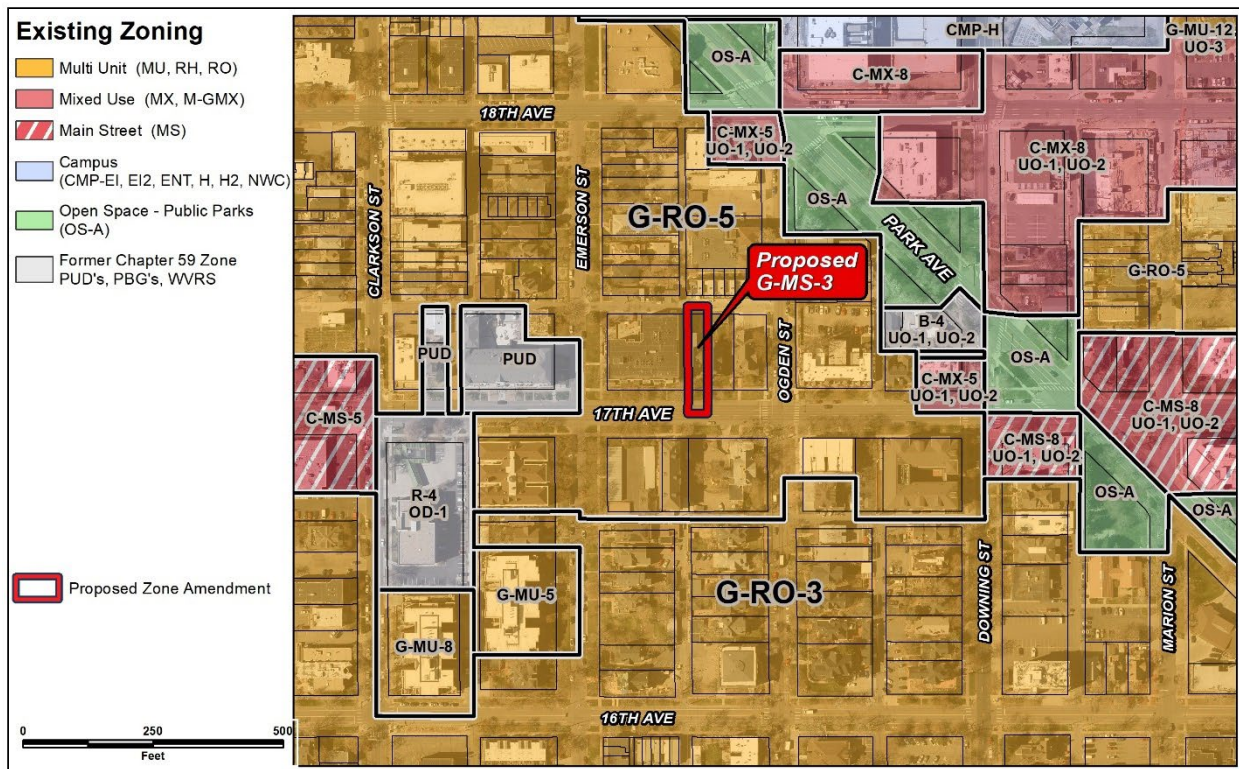 Existing Zoning
Multi Unit (MU, RH, RO)
Mixed Use (MX, M-GMX)
Main Street (MS)
Campus
(CMP-EI, EI2, ENT, H, H2, NWC)
Open Space - Public Parks
(OS-A)
Former Chapter 59 Zone
PUD's, PBG's, WVRS
Proposed Zone Amendment
0 250 500
Feet
CMP-H
G-MU-12,
UO-3
OS-A
C-MX-8
18TH AVE
C-MX-5
UO-1, UO-2
C-MX-8
UO-1, UO-2
CLARKSON ST
EMERSON ST
G-RO-5
OS-A
PARK AVE
Proposed
G-MS-3
G-RO-5
OGDEN ST
B-4
UO-1, UO-2
PUD
PUD
OS-A
C-MX-5
UO-1, UO-2
C-MS-5
17TH AVE
C-MS-8
UO-1, UO-2
C-MS-8
UO-1, UO-2
R-4
OD-1
OS-A
OS-A
G-MU-5
G-RO-3
DOWNING ST
MARION ST
G-MU-8
16TH AVE